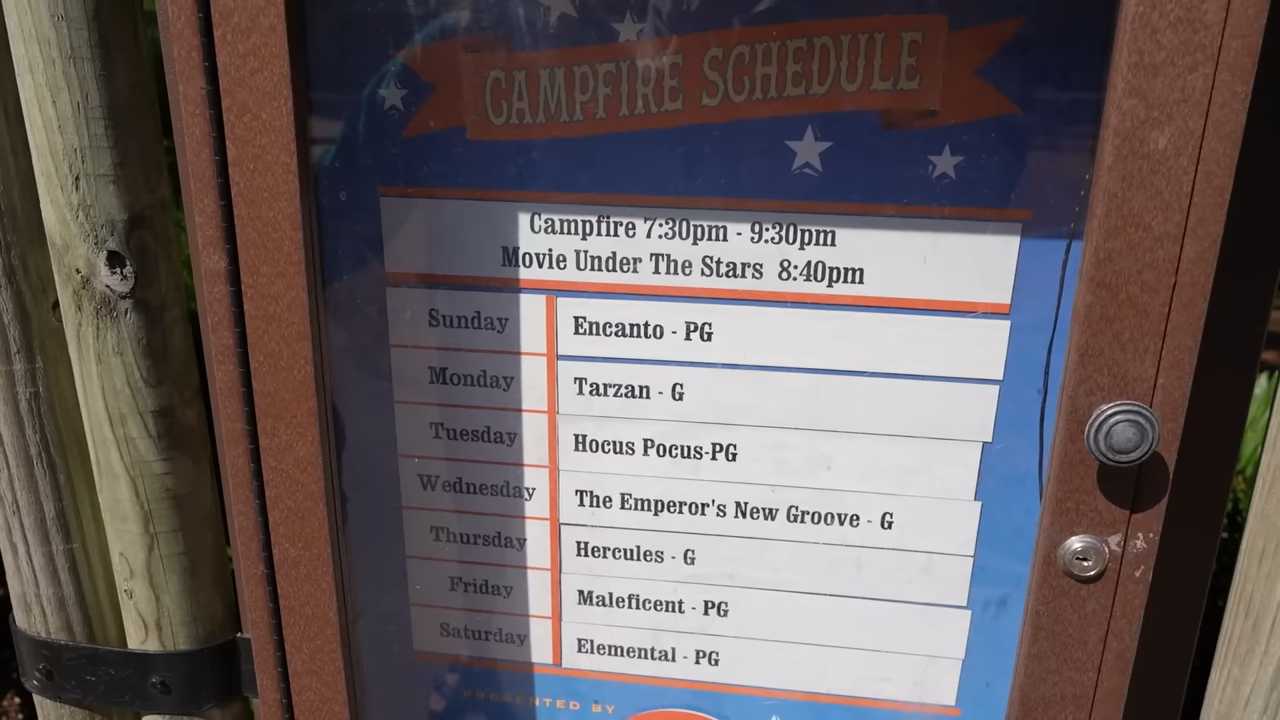 CAMPFIRE SCHEDULE
Campfire 7:30pm - 9:30pm
Movie Under The Stars 8:40pm
Sunday Encanto - PG
Monday Tarzan - G
Tuesday Hocus Pocus-PG
Wednesday The Emperor's New Groove - G
Thursday Hercules - G
Friday Maleficent - PG
Saturday Elemental - PG
PRESENTED BY